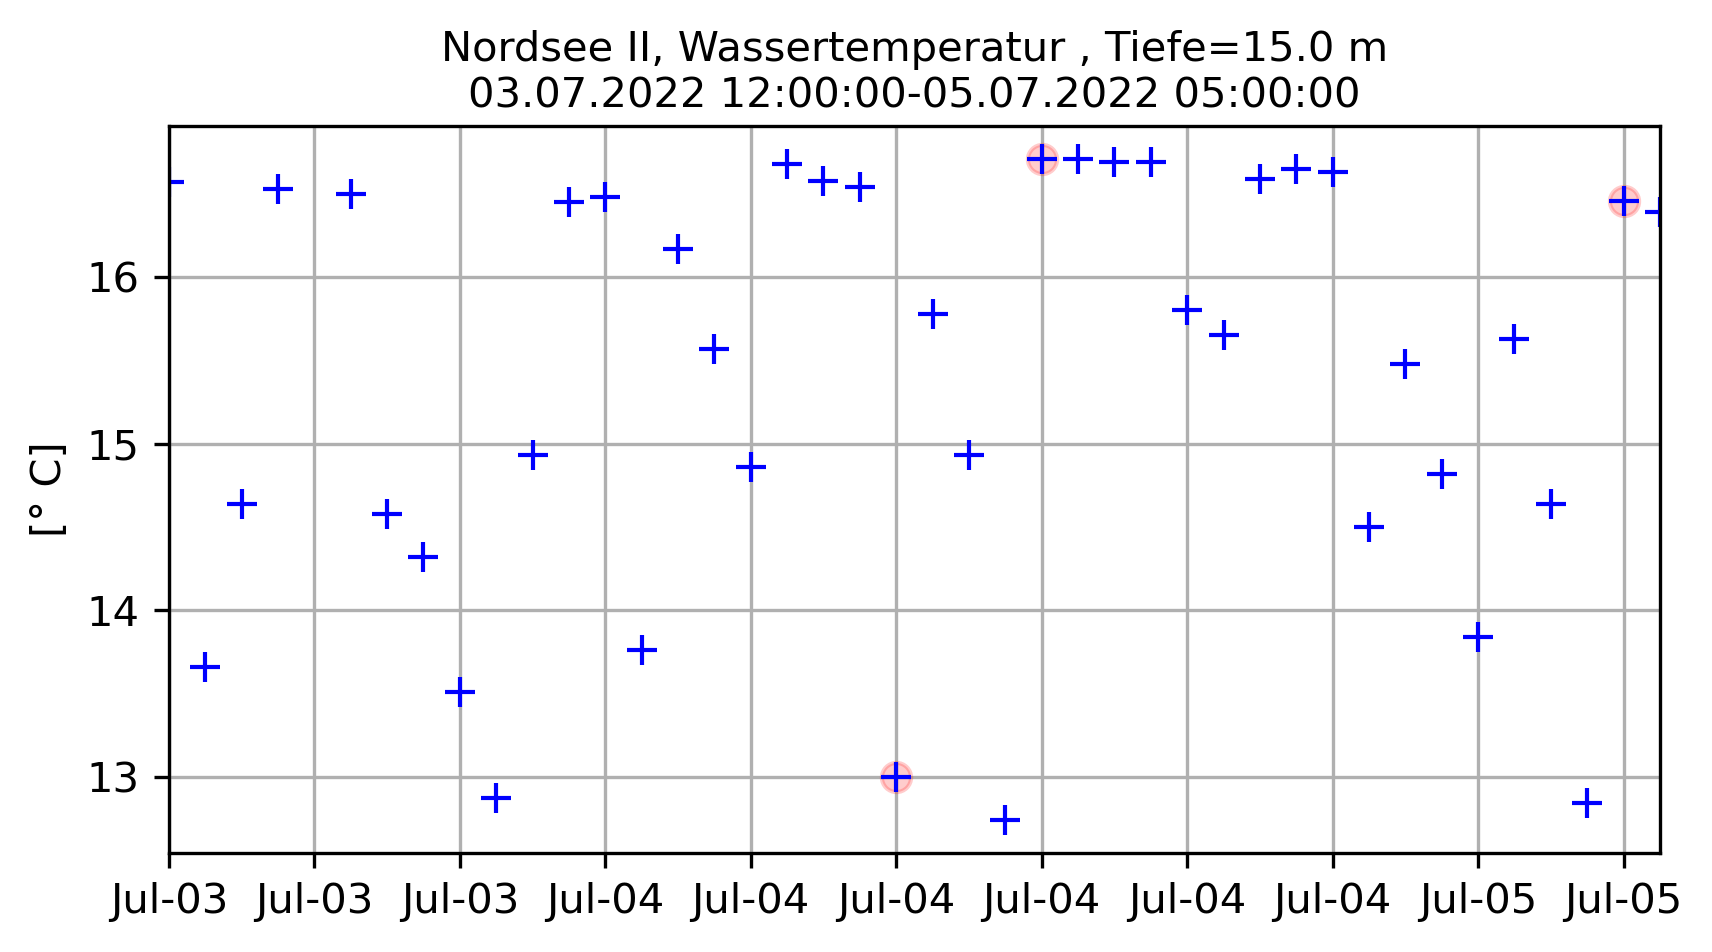 Nordsee II, Wassertemperatur , Tiefe=15.0 m
03.07.2022 12:00:00-05.07.2022 05:00:00
[° C]
16
15
14
13
Jul-03 Jul-03 Jul-03 Jul-04 Jul-04 Jul-04 Jul-04 Jul-04 Jul-04 Jul-05 Jul-05